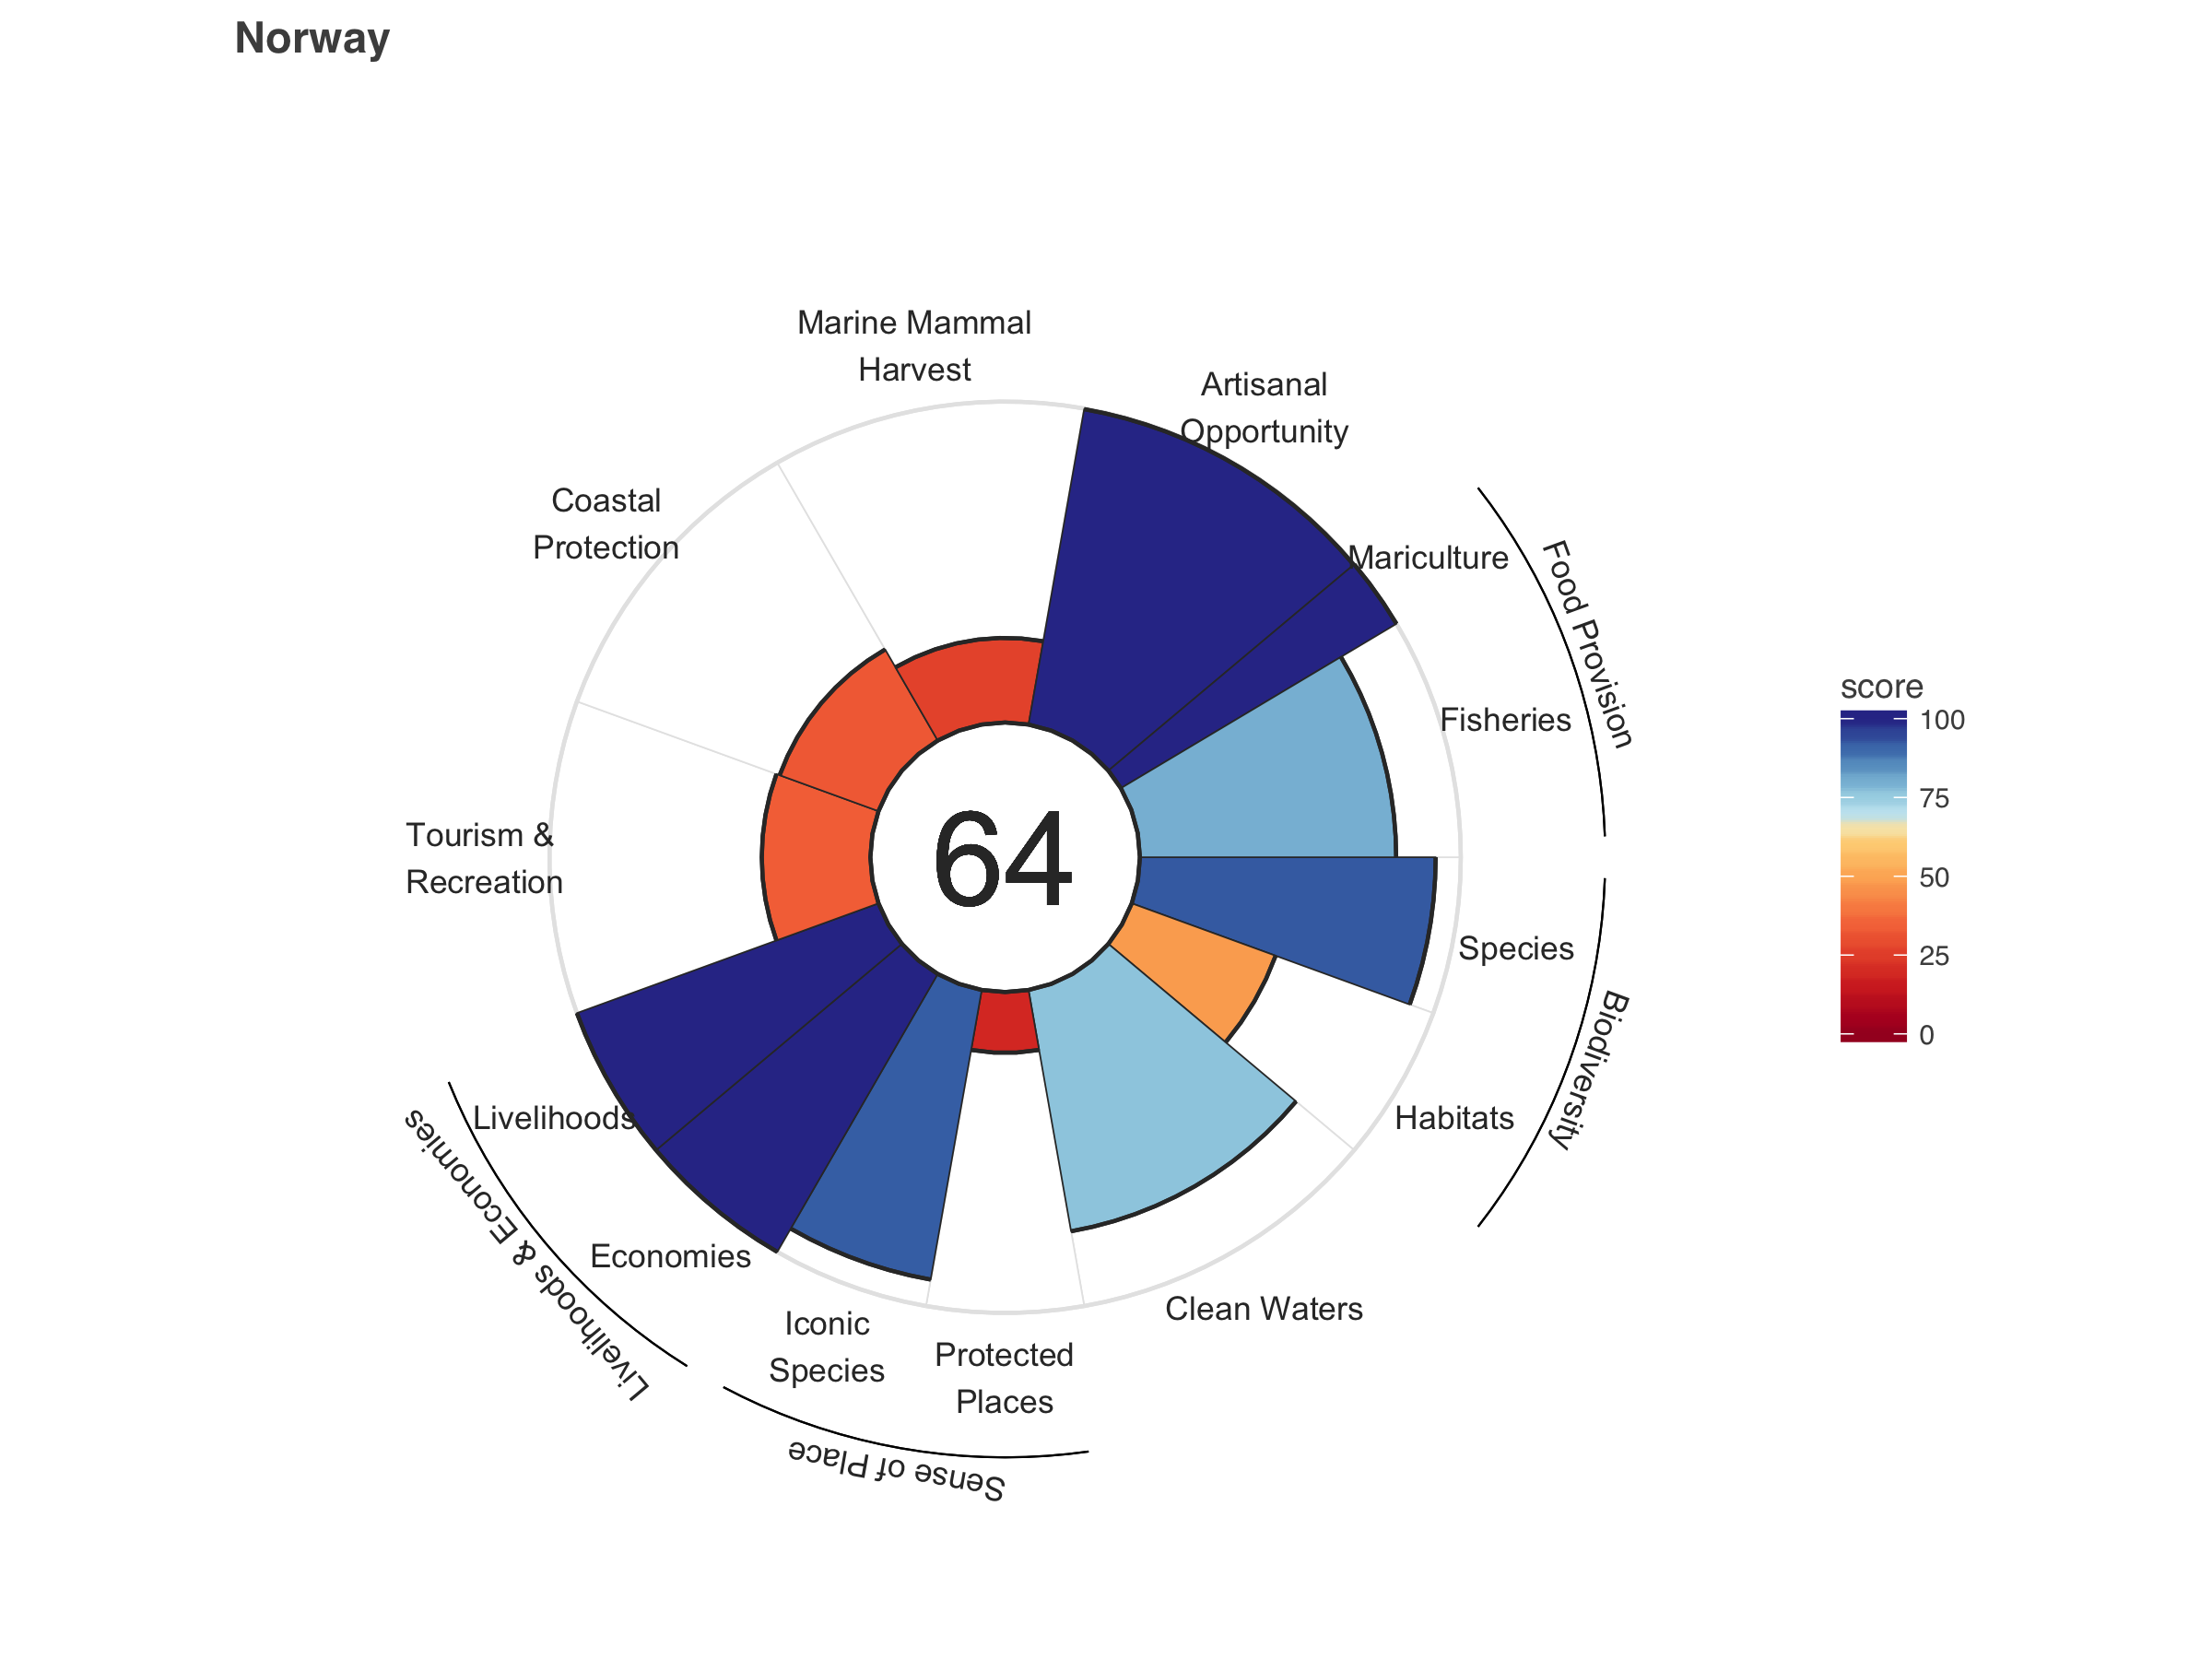 Norway
Marine Mammal
Harvest
Artisanal
Opportunity
Coastal
Protection
Mariculture
Food Provision
Fisheries
score
100
75
50
25
0
Tourism &
Recreation
64
Species
Biodiversity
Habitats
Livelihoods
Livelihoods & Economies
Economies
Clean Waters
Iconic
Species
Protected
Places
Sense of Place